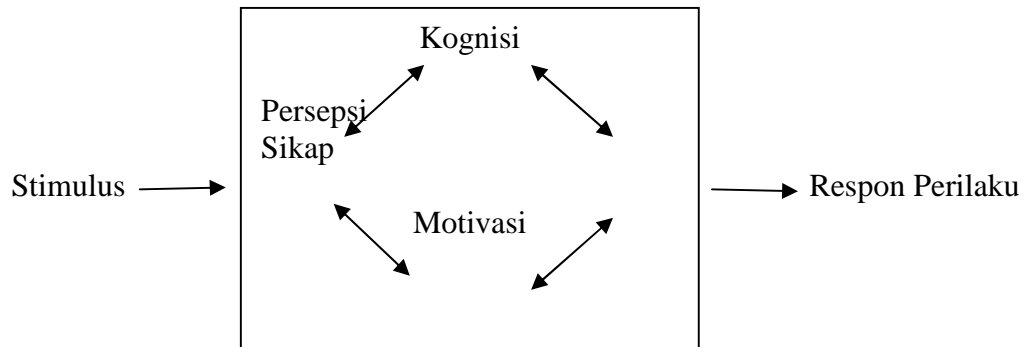 Kognisi
Persepsi
Sikap
Stimulus
Respon Perilaku
Motivasi